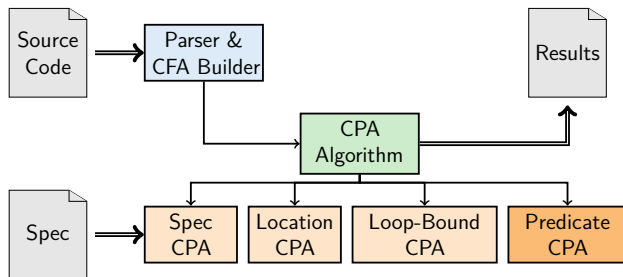 Source
Code
Parser &
CFA Builder
Results
CPA
Algorithm
Spec
Spec
CPA
Location
CPA
Loop-Bound
CPA
Predicate
CPA